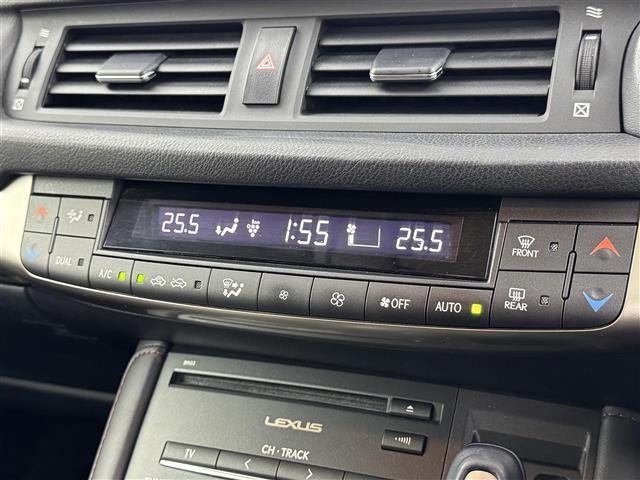 25.5 1:55 25.5
FRONT
DUAL
A/C OFF AUTO REAR
LEXUS
CH · TRACK
TV